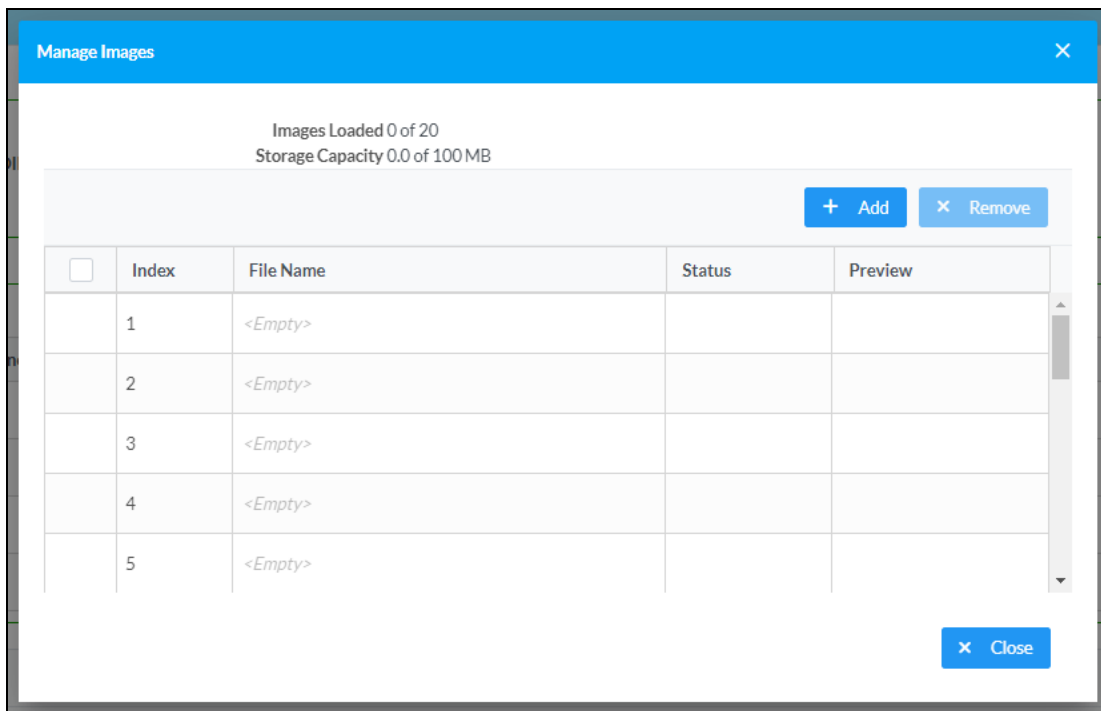 Manage Images
Images Loaded 0 of 20
Storage Capacity 0.0 of 100 MB
+ Add × Remove
Index File Name Status Preview
1 <Empty>
2 <Empty>
3 <Empty>
4 <Empty>
5 <Empty>
× Close